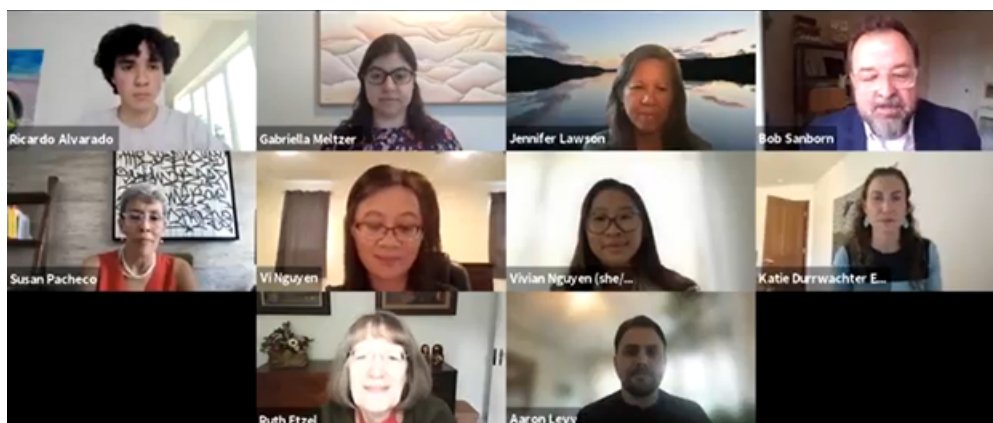 Ricardo Alvarado
Gabriella Meltzer
Jennifer Lawson
Bob Sanborn
Susan Pacheco
Vi Nguyen
Vivian Nguyen (she/...
Katie Durrwachter E...
Ruth Etzel
Aaron Levy